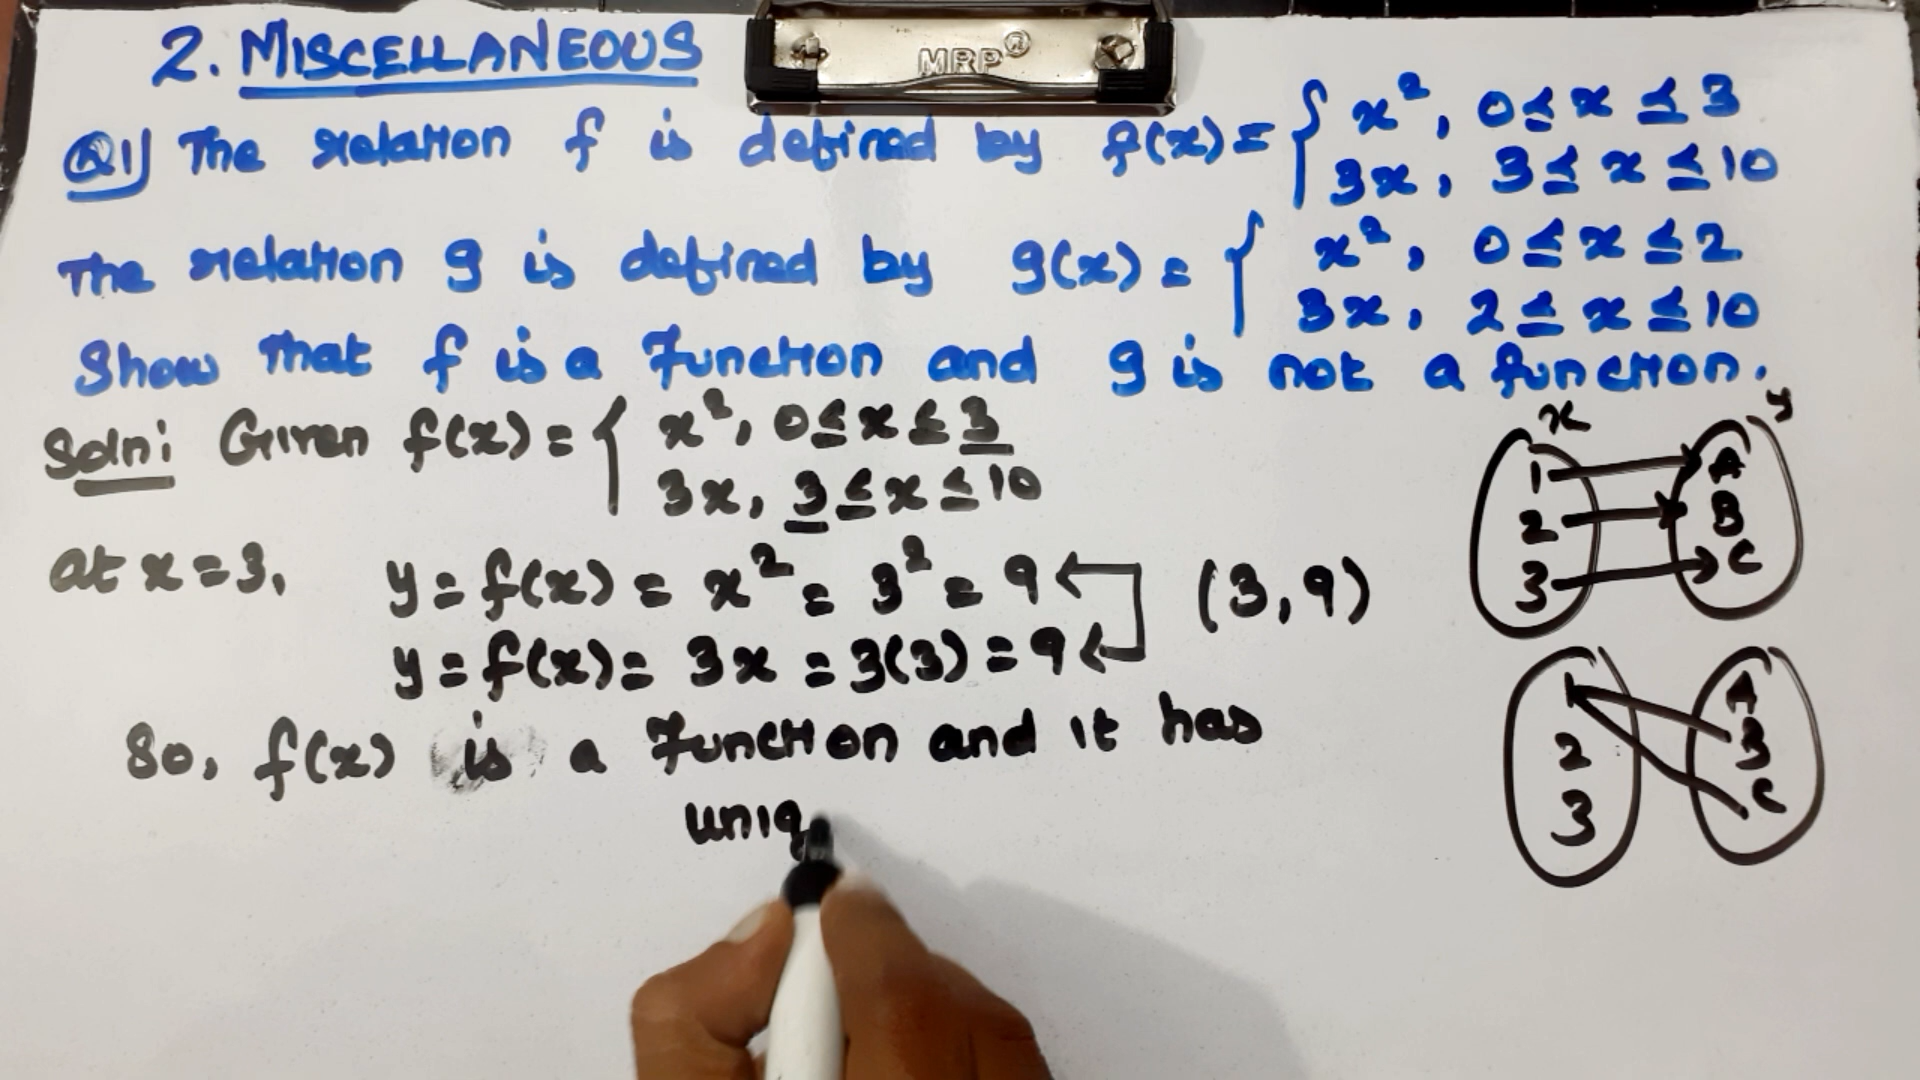 MRP®
2. MISCELLANEOUS
Q1) The relation f is defined by f(x) = { x², 0 ≤ x ≤ 3
3x, 3 ≤ x ≤ 10
The relation g is defined by g(x) = { x², 0 ≤ x ≤ 2
3x, 2 ≤ x ≤ 10
Show that f is a function and g is not a function.
Soln: Given f(x) = { x², 0 ≤ x ≤ 3
3x, 3 ≤ x ≤ 10
at x = 3, y = f(x) = x² = 3² = 9 (3, 9)
y = f(x) = 3x = 3(3) = 9
So, f(x) is a function and it has
uniq
x y
1 A
2 B
3 C
1 A
2 B
3 C